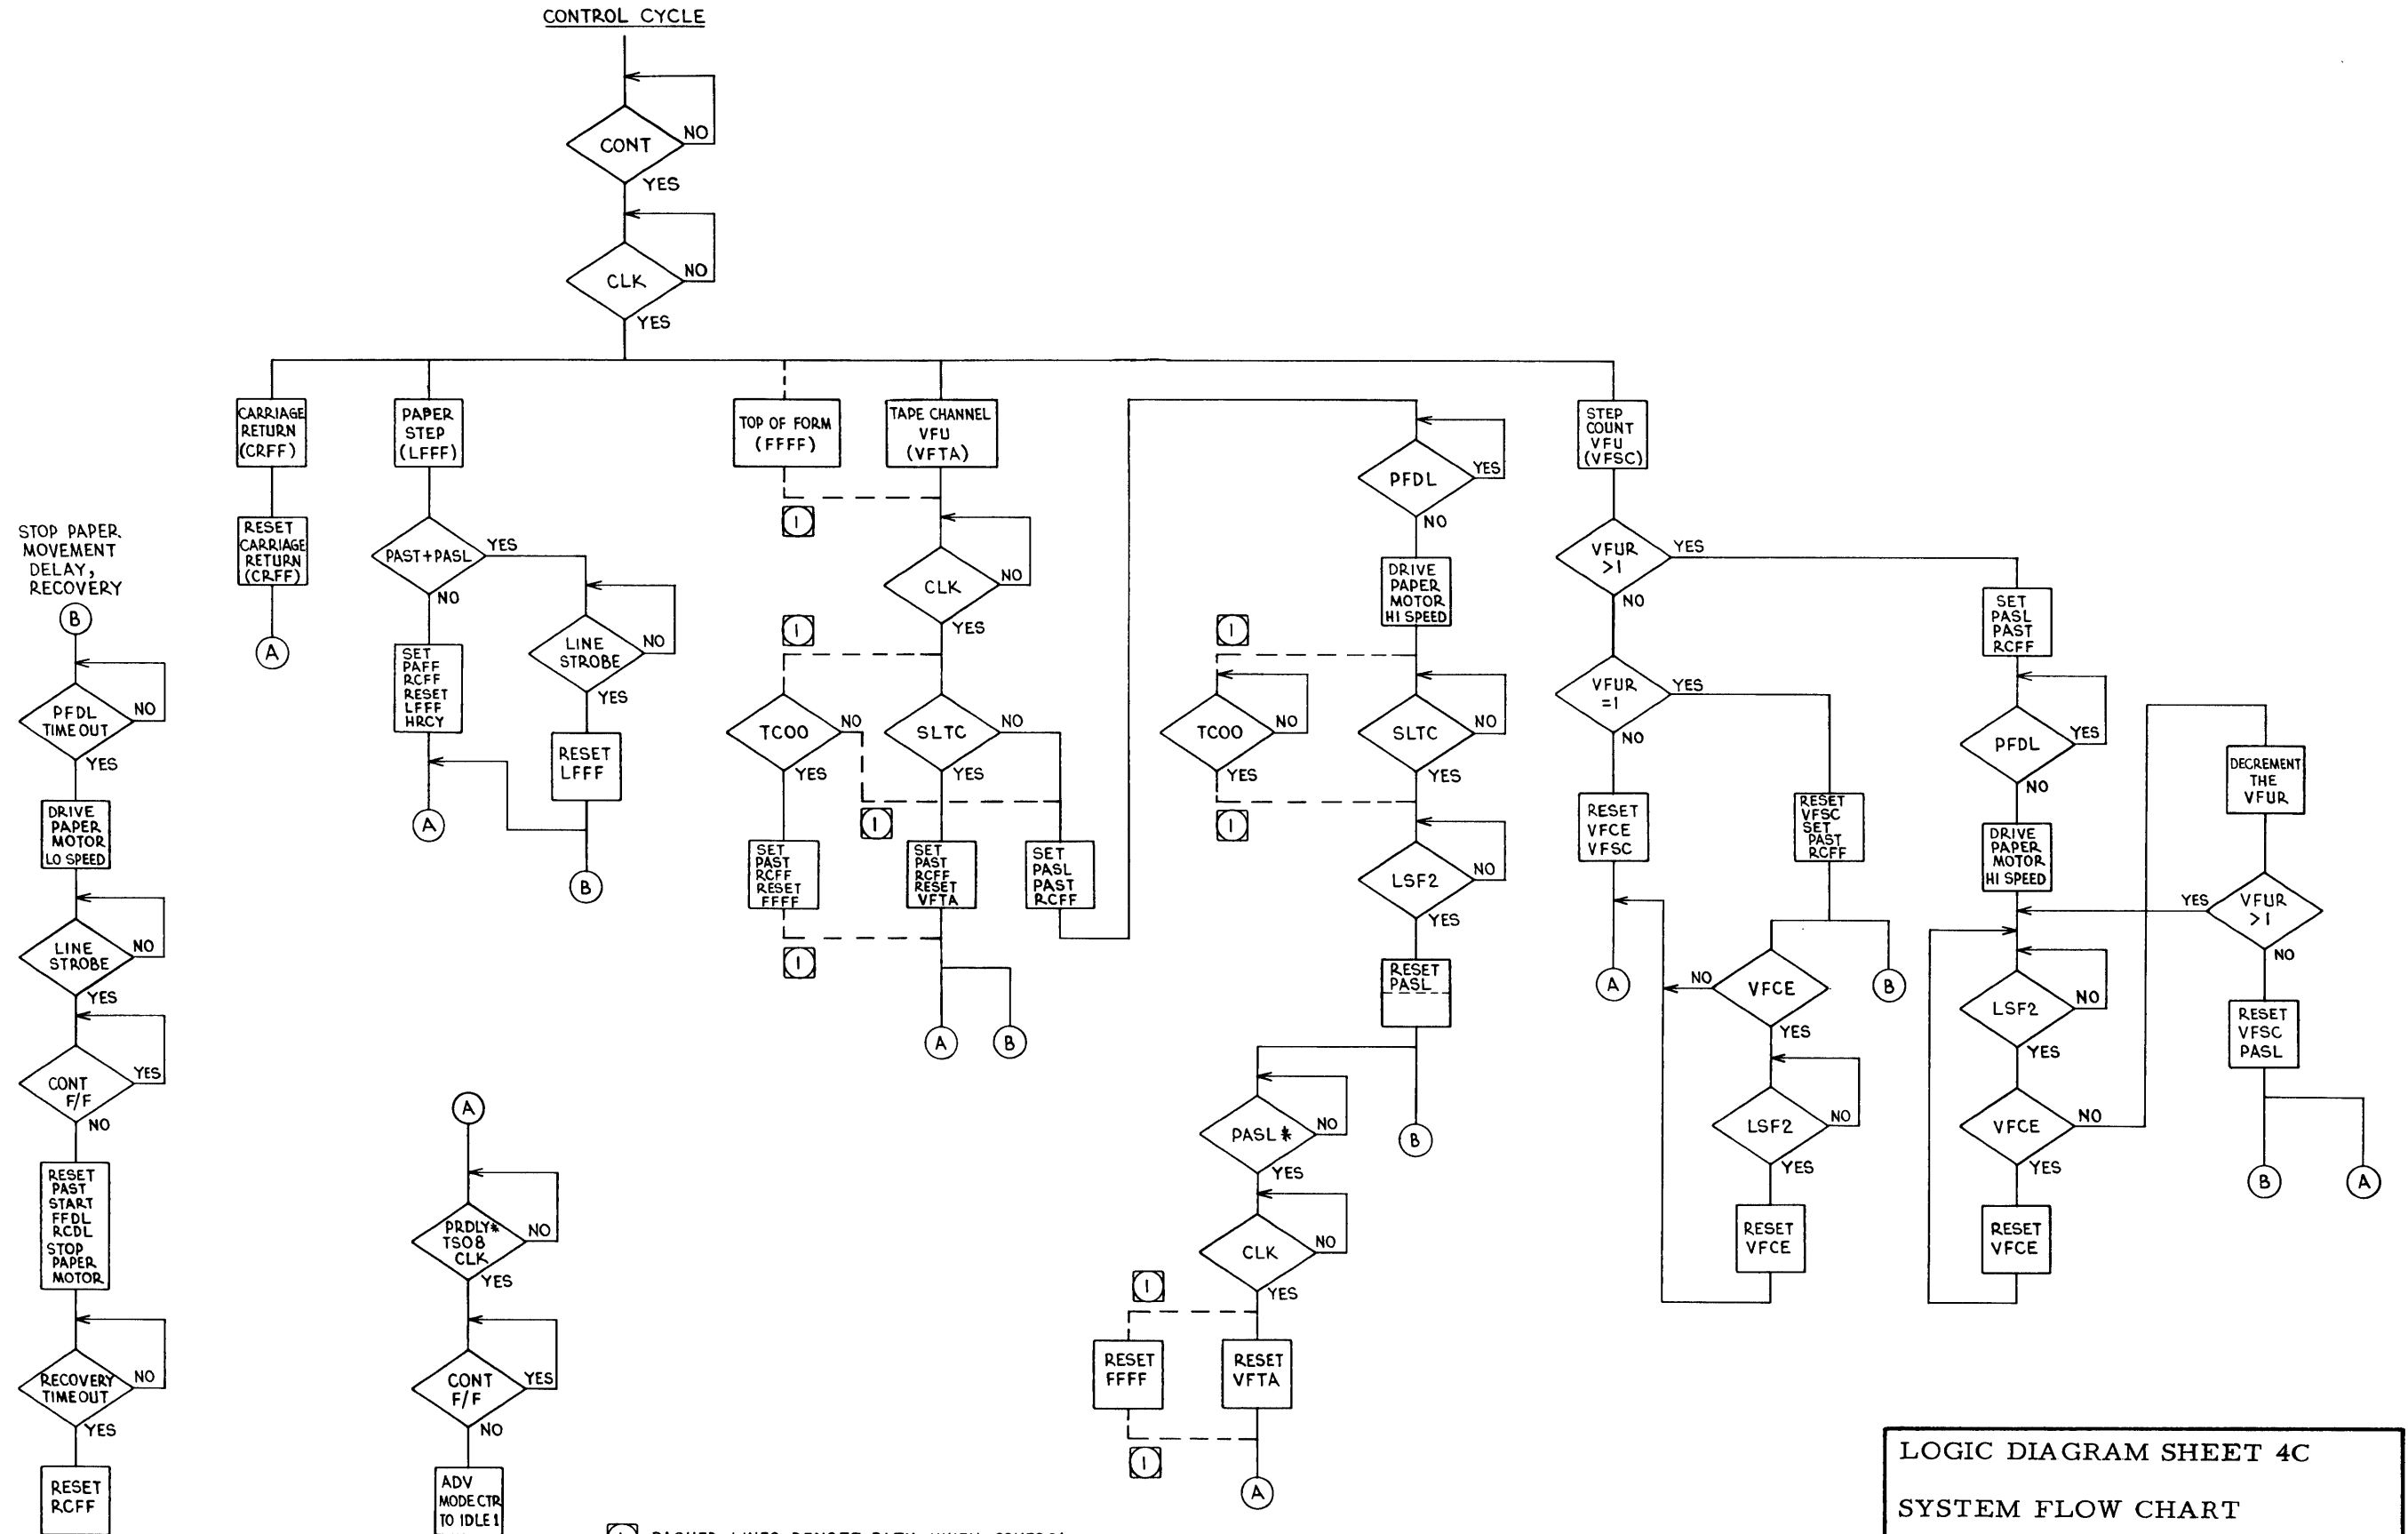 CONTROL CYCLE
CONT
NO
YES
CLK
NO
YES
CARRIAGE
RETURN
(CRFF)
RESET
CARRIAGE
RETURN
(CRFF)
A
PAPER
STEP
(LFFF)
PAST+PASL
YES
NO
SET
PAFF
RCFF
RESET
LFFF
HRCY
A
LINE
STROBE
NO
YES
RESET
LFFF
B
TOP OF FORM
(FFFF)
1
TAPE CHANNEL
VFU
(VFTA)
CLK
NO
YES
1
TCOO
NO
YES
SLTC
NO
YES
1
SET
PAST
RCFF
RESET
FFFF
1
SET
PAST
RCFF
RESET
VFTA
SET
PASL
PAST
RCFF
A
B
PFDL
YES
NO
DRIVE
PAPER
MOTOR
HI SPEED
1
TCOO
NO
YES
1
SLTC
NO
YES
LSF2
NO
YES
RESET
PASL
B
PASL*
NO
YES
CLK
NO
YES
1
RESET
FFFF
RESET
VFTA
1
A
STEP
COUNT
VFU
(VFSC)
VFUR
>1
YES
NO
VFUR
=1
YES
NO
RESET
VFCE
VFSC
A
RESET
VFSC
SET
PAST
RCFF
NO
VFCE
YES
B
LSF2
NO
YES
RESET
VFCE
SET
PASL
PAST
RCFF
PFDL
YES
NO
DRIVE
PAPER
MOTOR
HI SPEED
LSF2
NO
YES
VFCE
NO
YES
RESET
VFCE
DECREMENT
THE
VFUR
YES
VFUR
>1
NO
RESET
VFSC
PASL
B
A
STOP PAPER
MOVEMENT
DELAY,
RECOVERY
B
PFDL
TIMEOUT
NO
YES
DRIVE
PAPER
MOTOR
LO SPEED
LINE
STROBE
NO
YES
CONT
F/F
YES
NO
RESET
PAST
START
FFDL
RCDL
STOP
PAPER
MOTOR
RECOVERY
TIMEOUT
NO
YES
RESET
RCFF
A
PRDLY*
TSO8
CLK
NO
YES
CONT
F/F
YES
NO
ADV
MODE CTR
TO IDLE 1
LOGIC DIAGRAM SHEET 4C
SYSTEM FLOW CHART